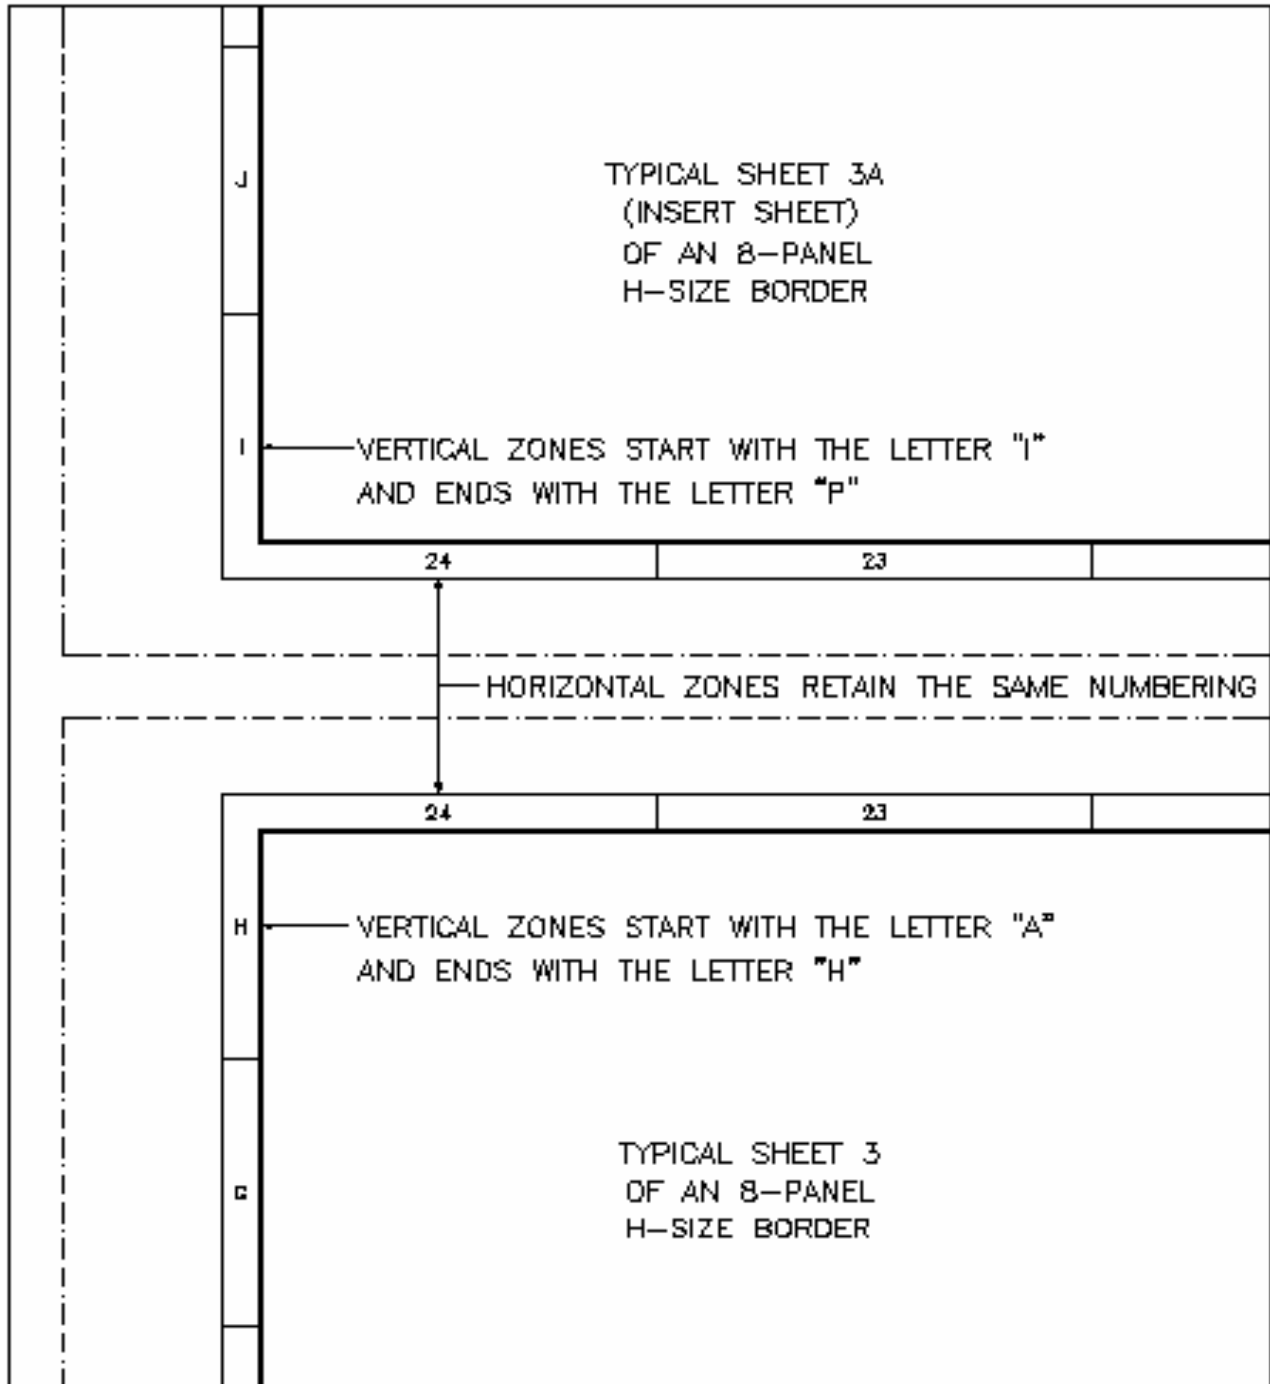 J
TYPICAL SHEET 3A
(INSERT SHEET)
OF AN 8-PANEL
H-SIZE BORDER
I
VERTICAL ZONES START WITH THE LETTER "I"
AND ENDS WITH THE LETTER "P"
24 23
HORIZONTAL ZONES RETAIN THE SAME NUMBERING
24 23
H
VERTICAL ZONES START WITH THE LETTER "A"
AND ENDS WITH THE LETTER "H"
TYPICAL SHEET 3
G
OF AN 8-PANEL
H-SIZE BORDER